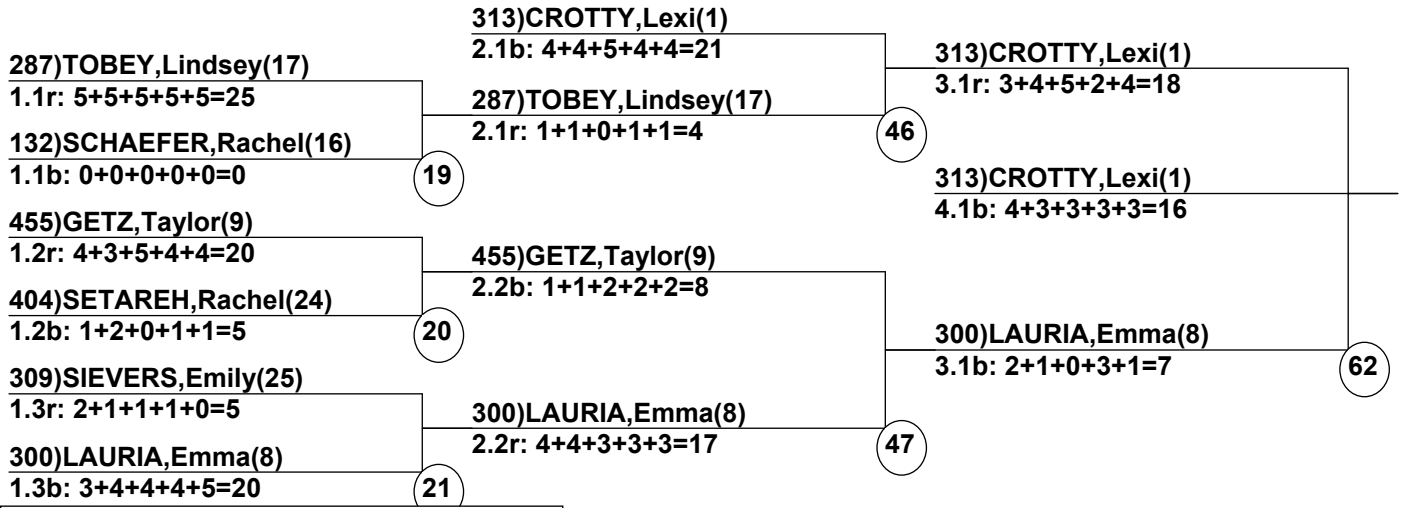 313)CROTTY,Lexi(1)
2.1b: 4+4+5+4+4=21
287)TOBEY,Lindsey(17)
1.1r: 5+5+5+5+5=25
132)SCHAEFER,Rachel(16)
1.1b: 0+0+0+0+0=0
19
287)TOBEY,Lindsey(17)
2.1r: 1+1+0+1+1=4
46
313)CROTTY,Lexi(1)
3.1r: 3+4+5+2+4=18
313)CROTTY,Lexi(1)
4.1b: 4+3+3+3+3=16
455)GETZ,Taylor(9)
1.2r: 4+3+5+4+4=20
404)SETAREH,Rachel(24)
1.2b: 1+2+0+1+1=5
20
455)GETZ,Taylor(9)
2.2b: 1+1+2+2+2=8
309)SIEVERS,Emily(25)
1.3r: 2+1+1+1+0=5
300)LAURIA,Emma(8)
1.3b: 3+4+4+4+5=20
21
300)LAURIA,Emma(8)
2.2r: 4+4+3+3+3=17
47
300)LAURIA,Emma(8)
3.1b: 2+1+0+3+1=7
62